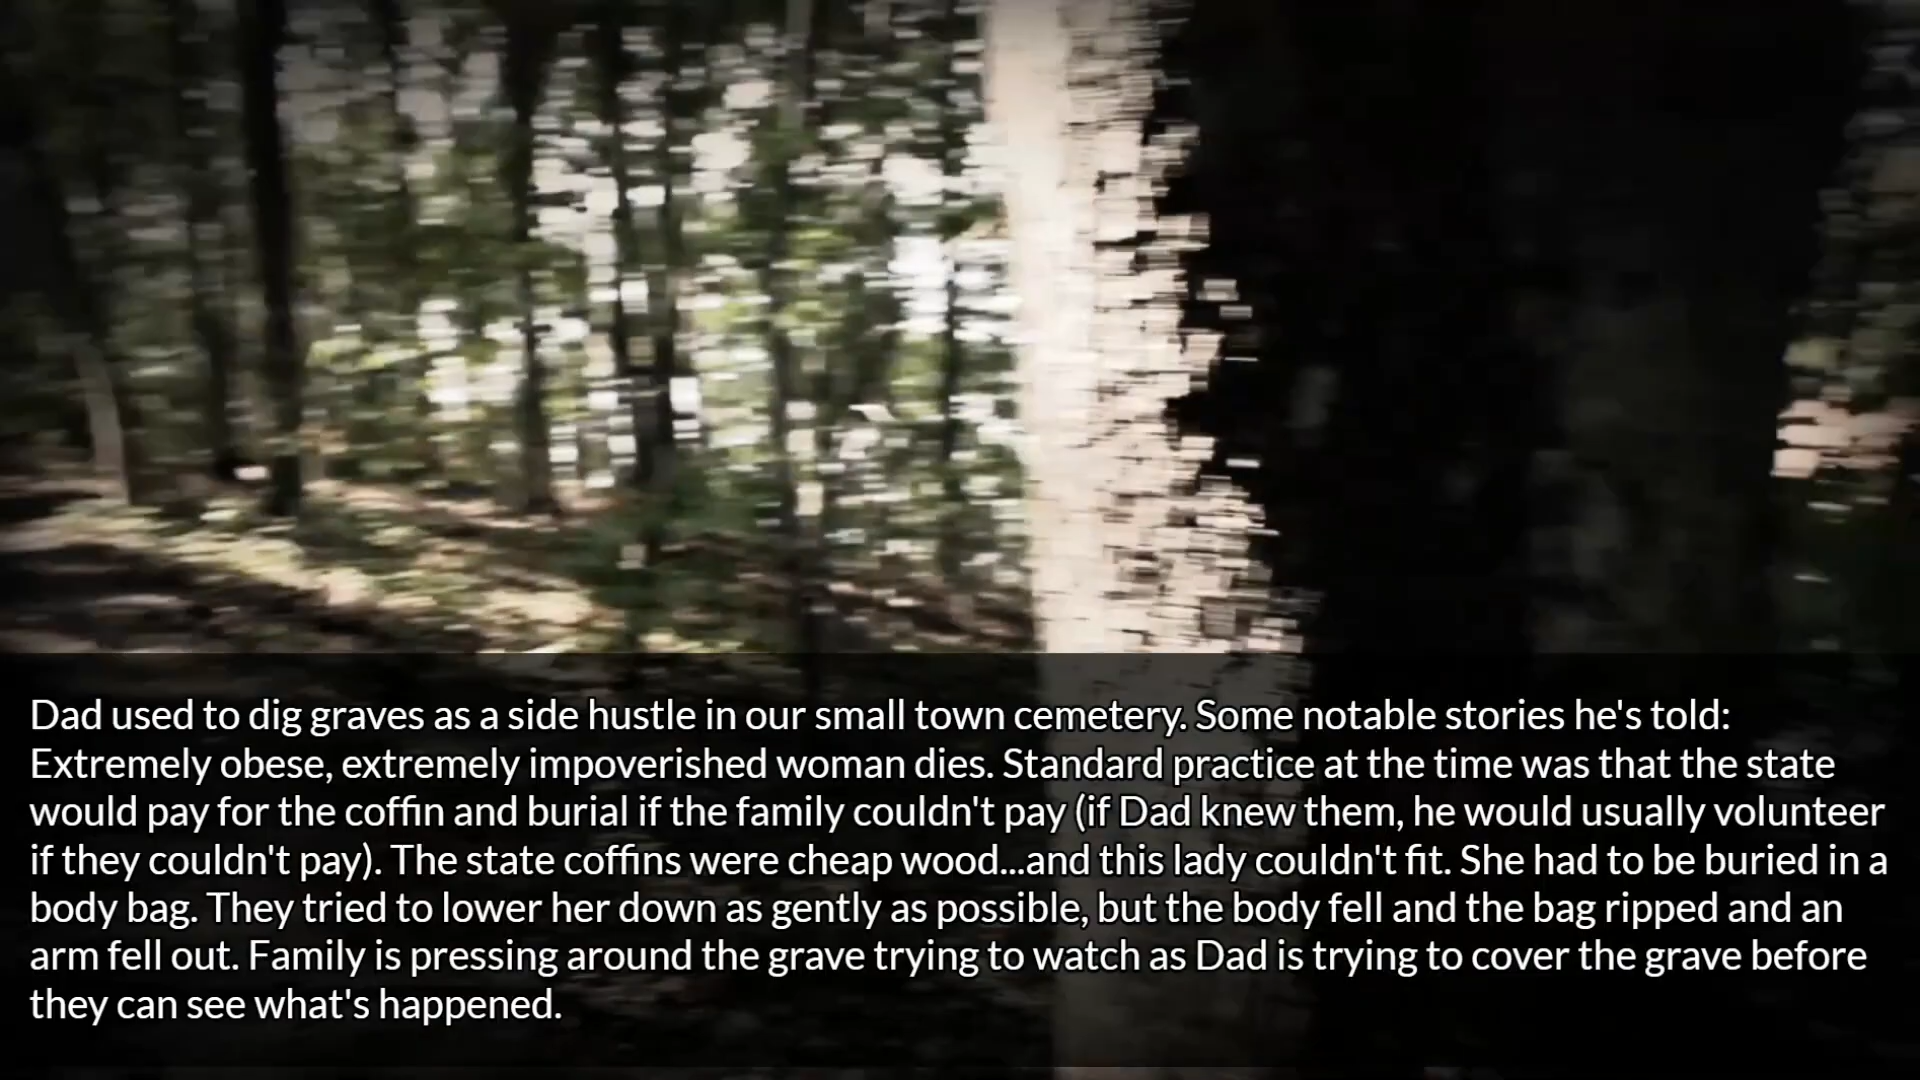 Dad used to dig graves as a side hustle in our small town cemetery. Some notable stories he's told:
Extremely obese, extremely impoverished woman dies. Standard practice at the time was that the state
would pay for the coffin and burial if the family couldn't pay (if Dad knew them, he would usually volunteer
if they couldn't pay). The state coffins were cheap wood...and this lady couldn't fit. She had to be buried in a
body bag. They tried to lower her down as gently as possible, but the body fell and the bag ripped and an
arm fell out. Family is pressing around the grave trying to watch as Dad is trying to cover the grave before
they can see what's happened.